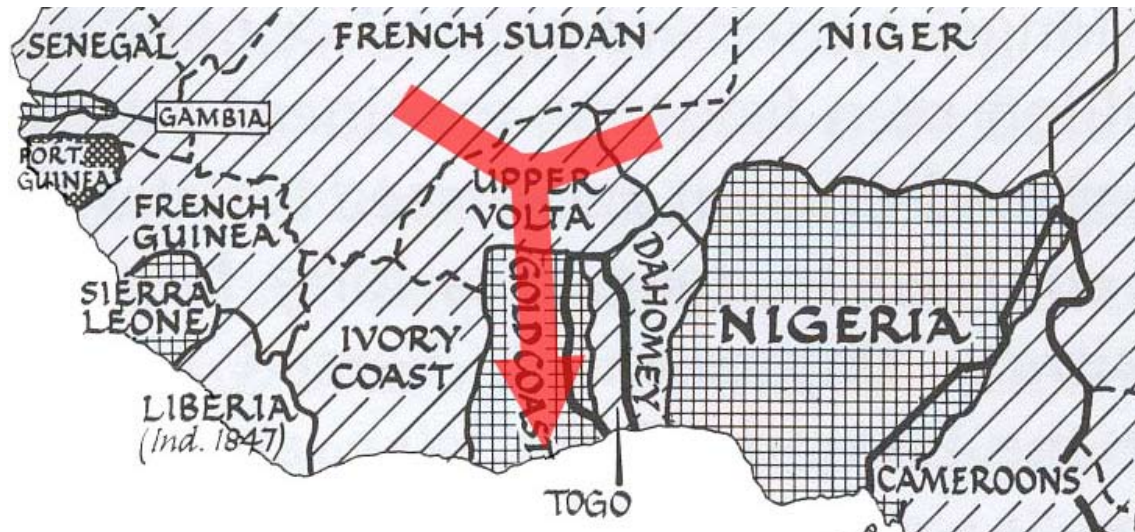 SENEGAL
FRENCH SUDAN
NIGER
GAMBIA
PORT.
GUINEA
UPPER
VOLTA
FRENCH
GUINEA
SIERRA
LEONE
IVORY
COAST
GOLD COAST
DAHOMEY
NIGERIA
LIBERIA
(Ind. 1847)
TOGO
CAMEROONS